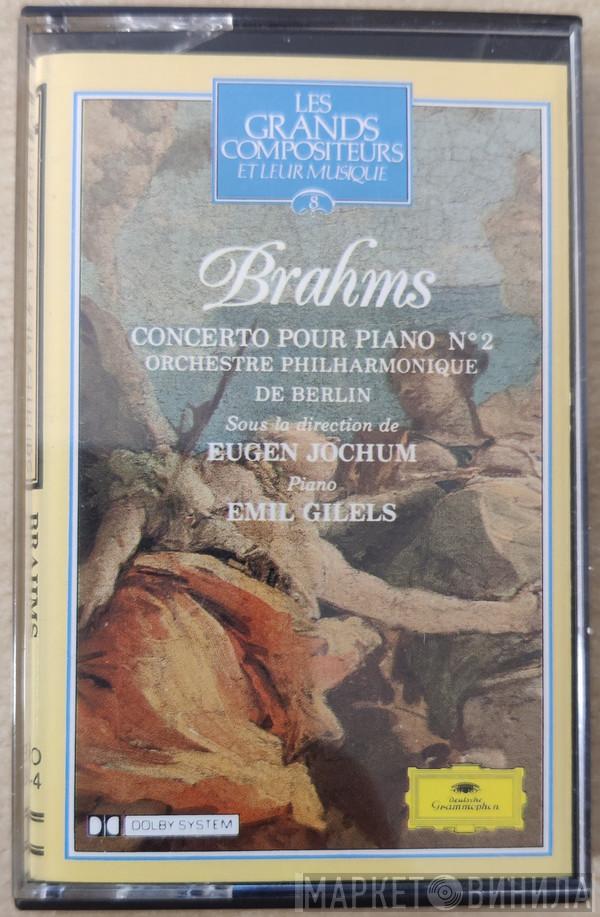 LES
GRANDS
COMPOSITEURS
ET LEUR MUSIQUE
8
Brahms
CONCERTO POUR PIANO N°2
ORCHESTRE PHILHARMONIQUE
DE BERLIN
Sous la direction de
EUGEN JOCHUM
Piano
EMIL GILELS
Deutsche
Grammophon
DOLBY SYSTEM
BRAHMS
МАРКЕТ ВИНИЛА